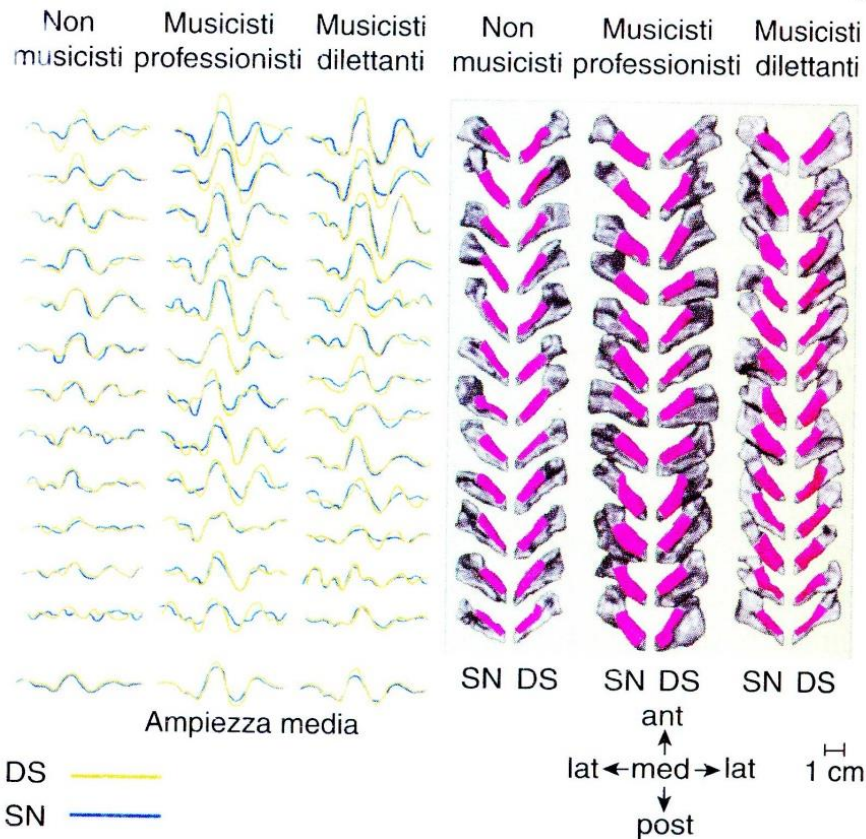 Non
musicisti
Musicisti
professionisti
Musicisti
dilettanti
Non
musicisti
Musicisti
professionisti
Musicisti
dilettanti
Ampiezza media
DS
SN
SN DS
SN DS
SN DS
ant
lat
med
lat
post
1 cm